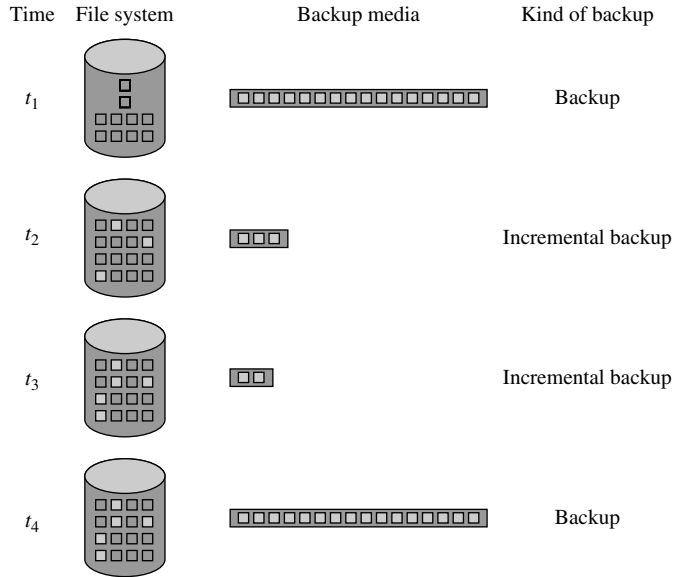 Time File system Backup media Kind of backup
t1 Backup
t2 Incremental backup
t3 Incremental backup
t4 Backup